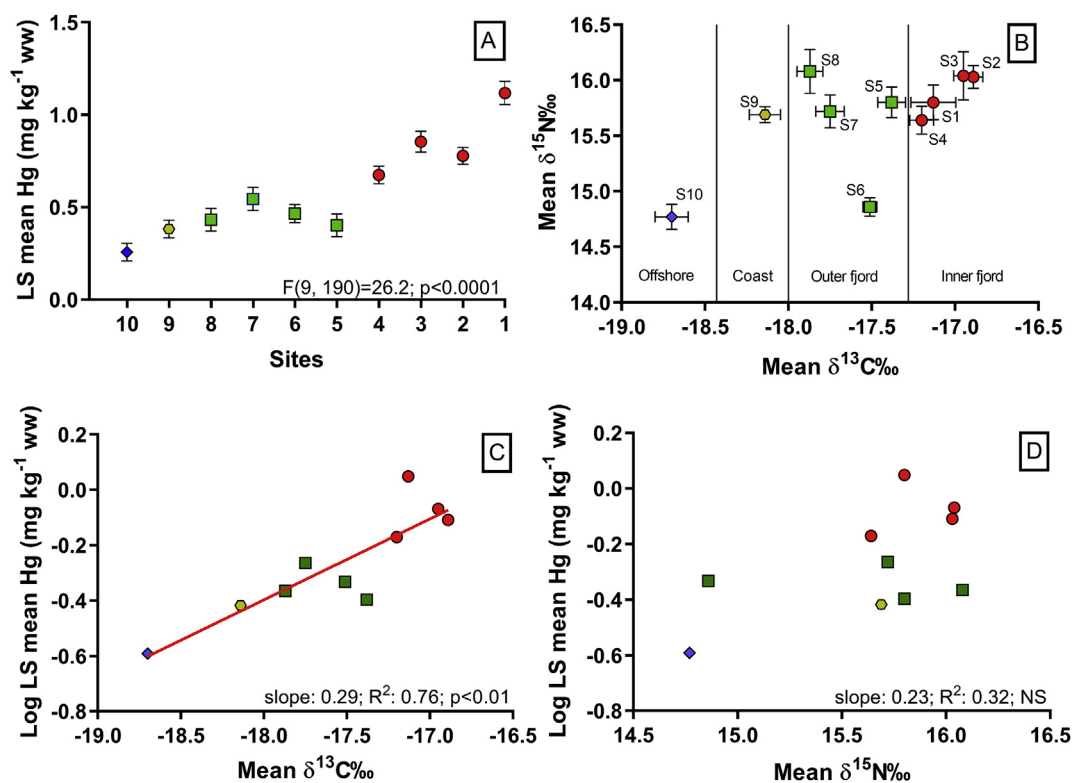 A
LS mean Hg (mg kg-1 ww)
1.5
1.0
0.5
0.0
F(9, 190)=26.2; p<0.0001
10 9 8 7 6 5 4 3 2 1
Sites
B
Mean δ15N‰
16.5
16.0
15.5
15.0
14.5
14.0
S8
S3
S2
S9
S5
S7
S1
S4
S6
S10
Offshore Coast Outer fjord Inner fjord
-19.0 -18.5 -18.0 -17.5 -17.0 -16.5
Mean δ13C‰
C
Log LS mean Hg (mg kg-1 ww)
0.2
0.0
-0.2
-0.4
-0.6
-0.8
slope: 0.29; R2: 0.76; p<0.01
-19.0 -18.5 -18.0 -17.5 -17.0 -16.5
Mean δ13C‰
D
Log LS mean Hg (mg kg-1 ww)
0.2
0.0
-0.2
-0.4
-0.6
-0.8
slope: 0.23; R2: 0.32; NS
14.5 15.0 15.5 16.0 16.5
Mean δ15N‰